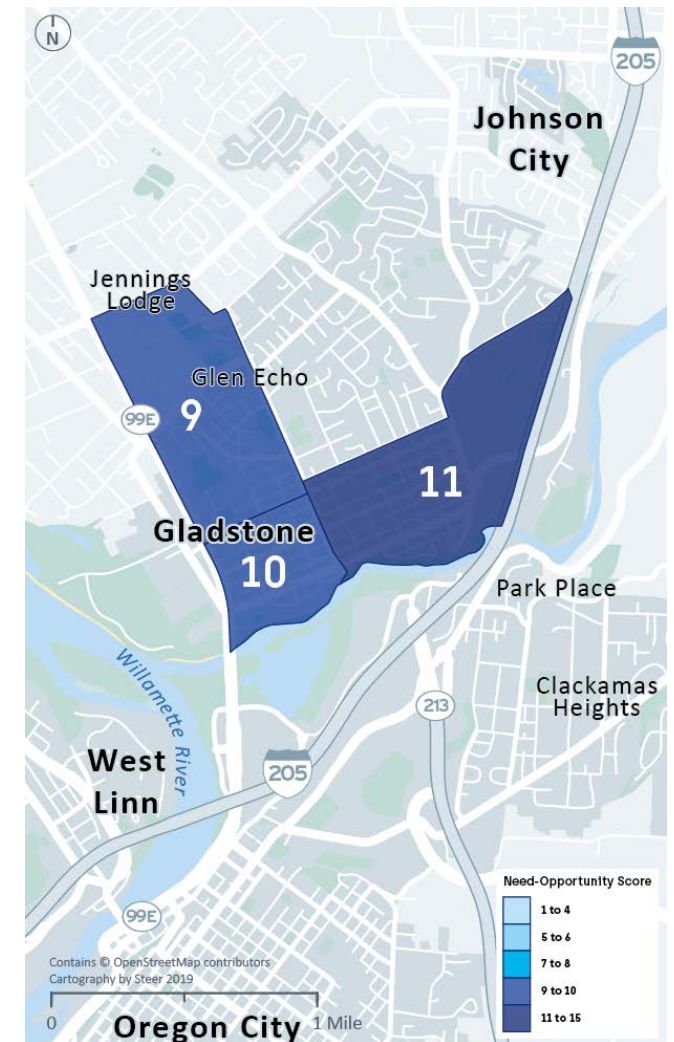 N
205
Johnson
City
Jennings
Lodge
Glen Echo
99E
9
11
Gladstone
10
Park Place
Willamette River
Clackamas
Heights
213
West
Linn
205
Need-Opportunity Score
1 to 4
5 to 6
7 to 8
9 to 10
11 to 15
99E
Contains © OpenStreetMap contributors
Cartography by Steer 2019
0
1 Mile
Oregon City